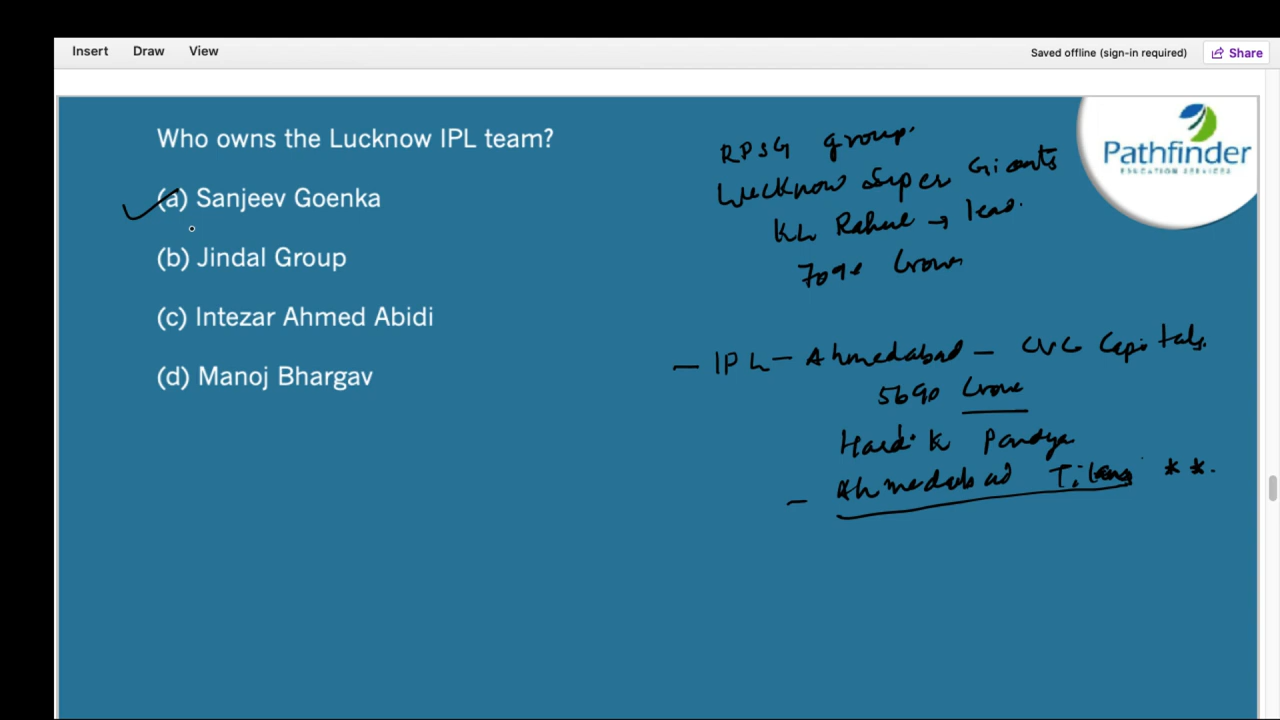 Insert Draw View
Saved offline (sign-in required) Share
Who owns the Lucknow IPL team?
(a) Sanjeev Goenka
(b) Jindal Group
(c) Intezar Ahmed Abidi
(d) Manoj Bhargav
Pathfinder
EDUCATION SERVICES
RPSG group.
Lucknow Super Giants
KL Rahul → lead.
7090 Crore
— IPL — Ahmedabad — CVC Capitals.
5690 Crore
Hardik Pandya
— Ahmedabad Titans **.